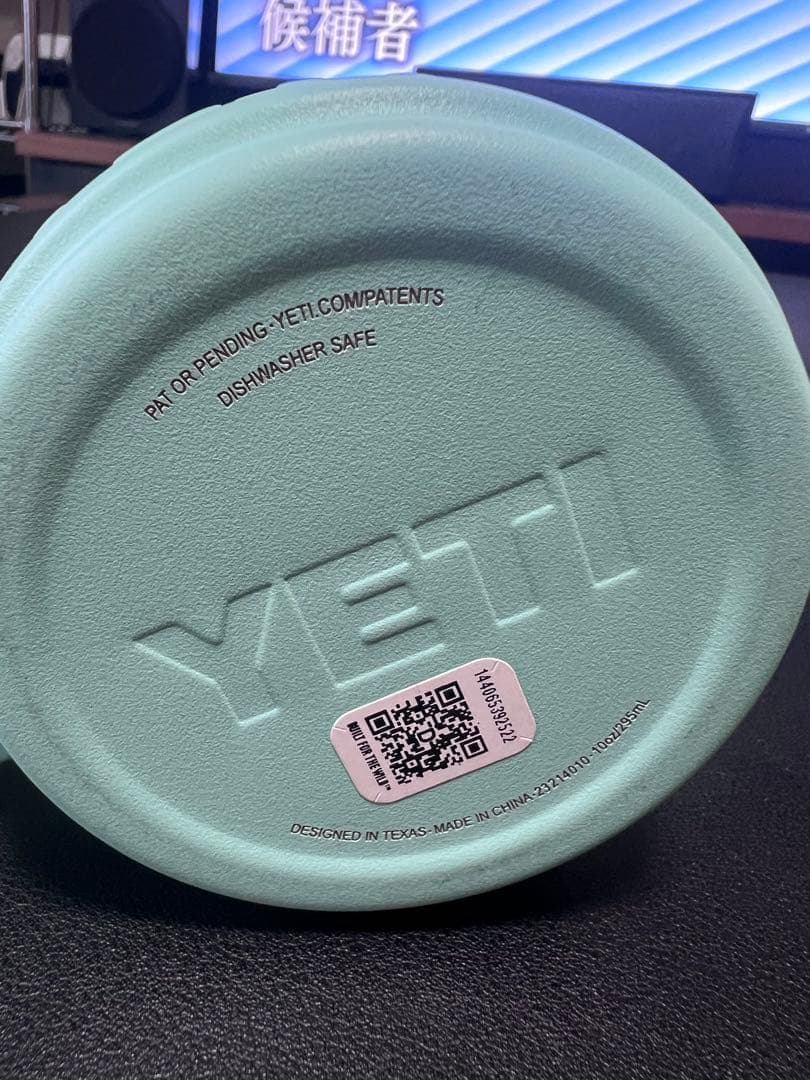 候補者
PAT OR PENDING·YETI.COM/PATENTS
DISHWASHER SAFE
YETI
144065392522
BUILT FOR THE WILD™
DESIGNED IN TEXAS·MADE IN CHINA·23214010·10oz/295mL